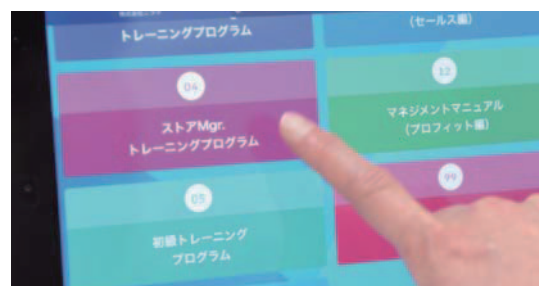 トレーニングプログラム
(セールス編)
04
ストアMgr.
トレーニングプログラム
12
マネジメントマニュアル
(プロフィット編)
05
初級トレーニング
プログラム
99